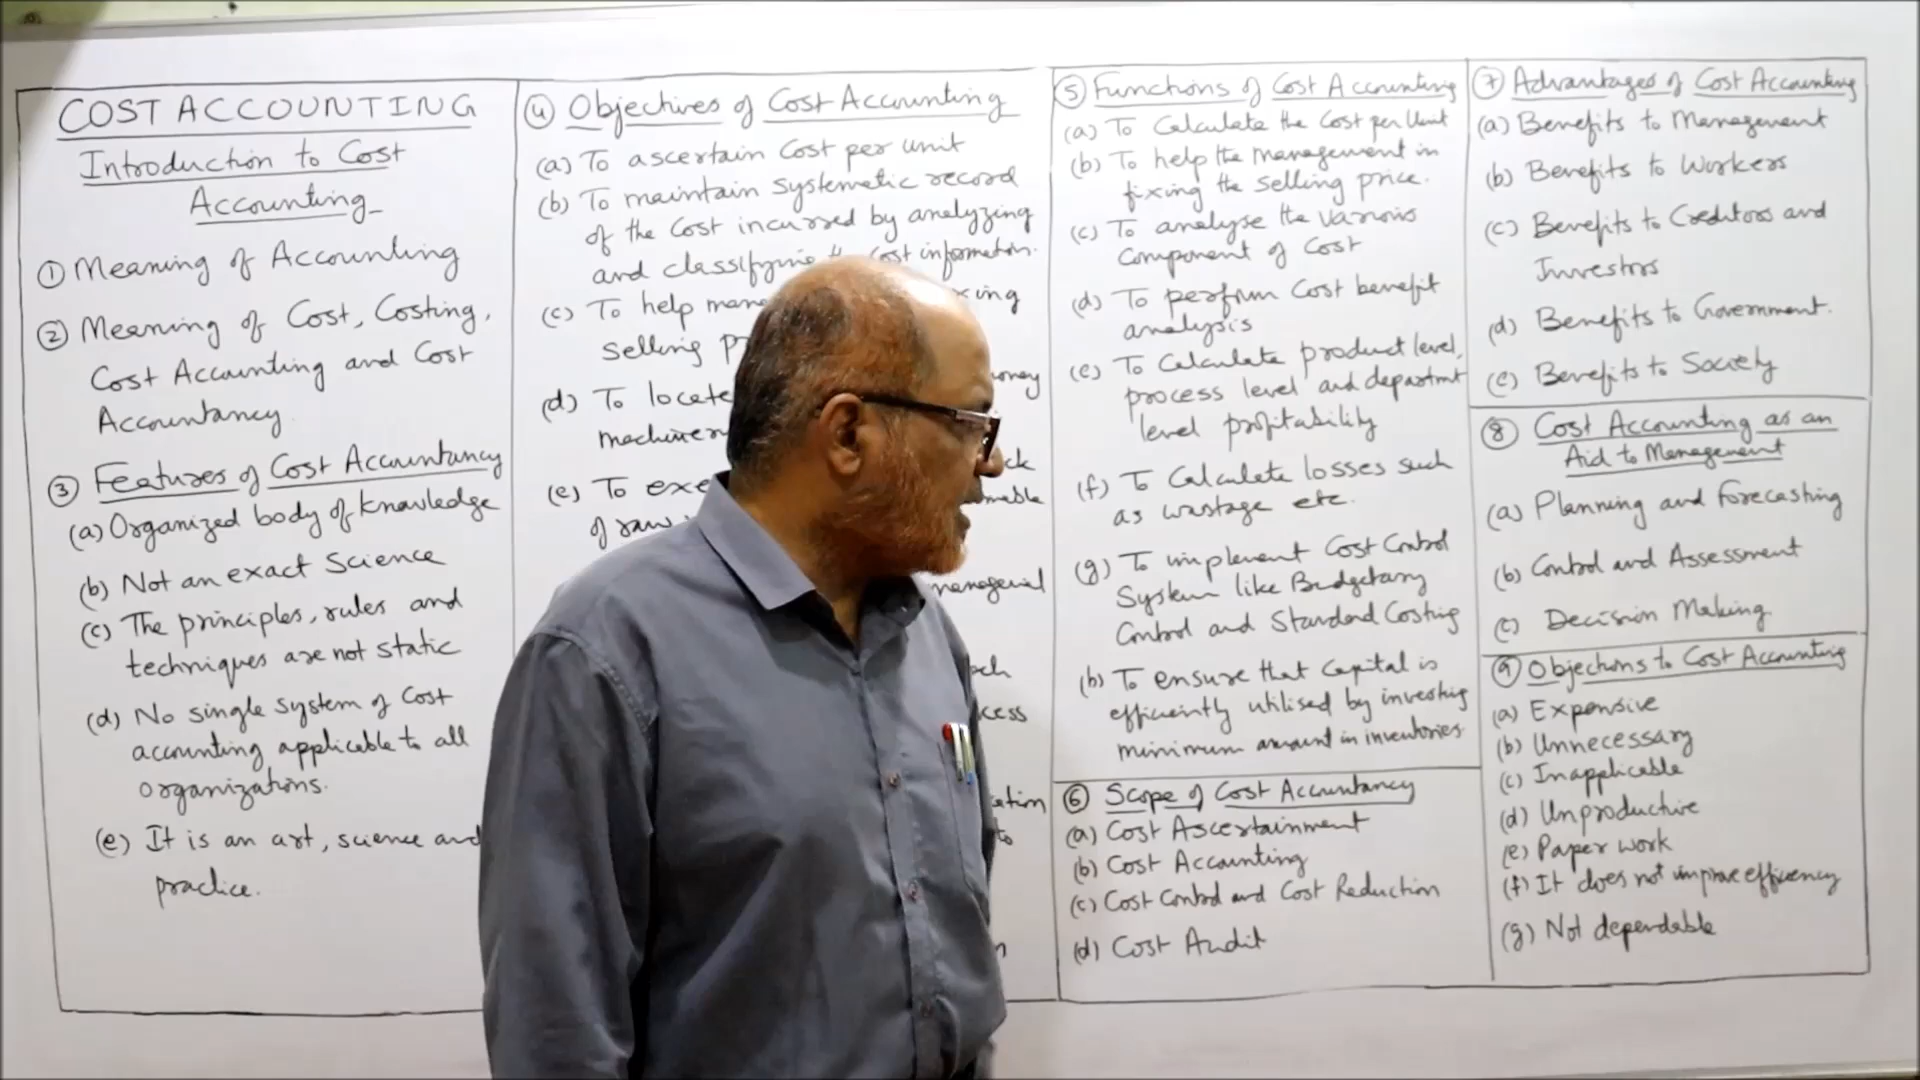 COST ACCOUNTING
Introduction to Cost
Accounting
① Meaning of Accounting
② Meaning of Cost, Costing,
Cost Accounting and Cost
Accountancy.
③ Features of Cost Accountancy
(a) Organized body of knowledge
(b) Not an exact science
(c) The principles, rules and
techniques are not static
(d) No single system of cost
accounting applicable to all
organizations.
(e) It is an art, science and
practice.
④ Objectives of Cost Accounting
(a) To ascertain Cost per unit
(b) To maintain systematic record
of the Cost incurred by analyzing
and classifying cost information.
(c) To help
selling
(d) To locate
(e) To
of raw
managerial
⑤ Functions of Cost Accounting
(a) To Calculate the Cost per Unit
(b) To help the management in
fixing the selling price.
(c) To analyse the various
Component of Cost
(d) To perform Cost benefit
analysis
(e) To Calculate product level,
process level and departmt
level profitability
(f) To Calculate losses such
as wastage etc.
(g) To implement Cost Control
System like Budgetary
Control and Standard Costing
(h) To ensure that Capital is
efficiently utilised by investing
minimum amount in inventories.
⑥ Scope of Cost Accountancy
(a) Cost Ascertainment
(b) Cost Accounting
(c) Cost Control and Cost Reduction
(d) Cost Audit
⑦ Advantages of Cost Accounting
(a) Benefits to Management
(b) Benefits to Workers
(c) Benefits to Creditors and
Investors
(d) Benefits to Government.
(e) Benefits to Society
⑧ Cost Accounting as an
Aid to Management
(a) Planning and Forecasting
(b) Control and Assessment
(c) Decision Making
⑨ Objections to Cost Accounting
(a) Expensive
(b) Unnecessary
(c) Inapplicable
(d) Unproductive
(e) Paper work
(f) It does not improve efficiency
(g) Not dependable